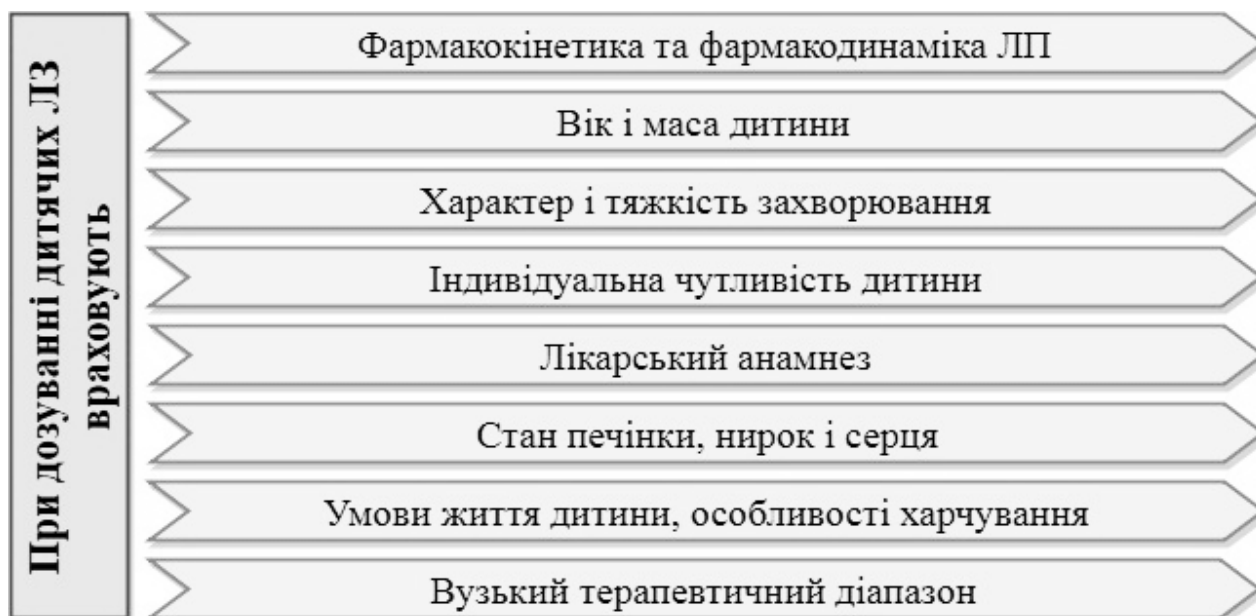 При дозуванні дитячих ЛЗ
враховують
Фармакокінетика та фармакодинаміка ЛП
Вік і маса дитини
Характер і тяжкість захворювання
Індивідуальна чутливість дитини
Лікарський анамнез
Стан печінки, нирок і серця
Умови життя дитини, особливості харчування
Вузький терапевтичний діапазон